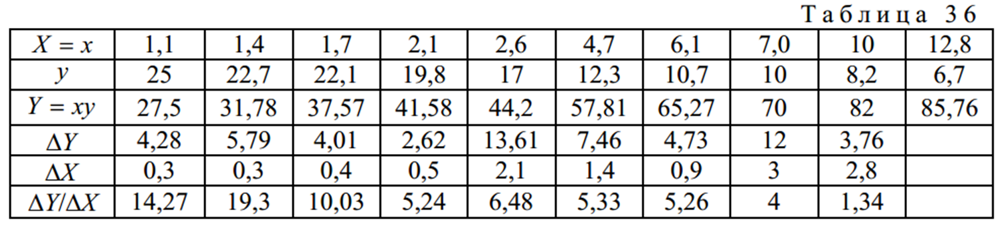 Таблица 36
X = x 1,1 1,4 1,7 2,1 2,6 4,7 6,1 7,0 10 12,8
y 25 22,7 22,1 19,8 17 12,3 10,7 10 8,2 6,7
Y = xy 27,5 31,78 37,57 41,58 44,2 57,81 65,27 70 82 85,76
ΔY 4,28 5,79 4,01 2,62 13,61 7,46 4,73 12 3,76
ΔX 0,3 0,3 0,4 0,5 2,1 1,4 0,9 3 2,8
ΔY/ΔX 14,27 19,3 10,03 5,24 6,48 5,33 5,26 4 1,34